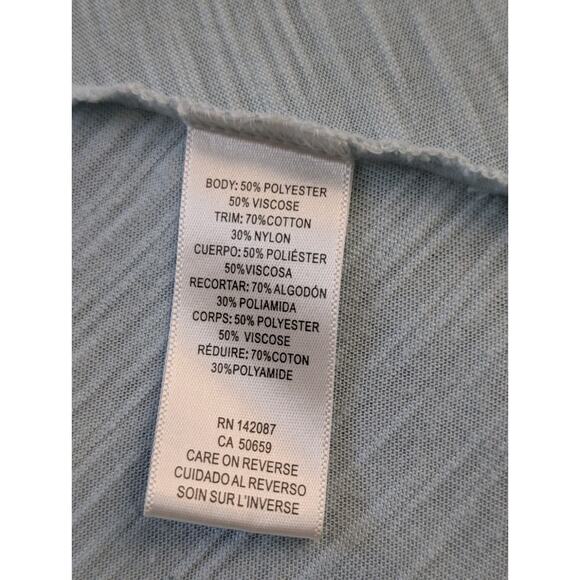 BODY: 50% POLYESTER
50% VISCOSE
TRIM: 70%COTTON
30% NYLON
CUERPO: 50% POLIÉSTER
50%VISCOSA
RECORTAR: 70% ALGODÓN
30% POLIAMIDA
CORPS: 50% POLYESTER
50% VISCOSE
RÉDUIRE: 70%COTON
30%POLYAMIDE
RN 142087
CA 50659
CARE ON REVERSE
CUIDADO AL REVERSO
SOIN SUR L'INVERSE